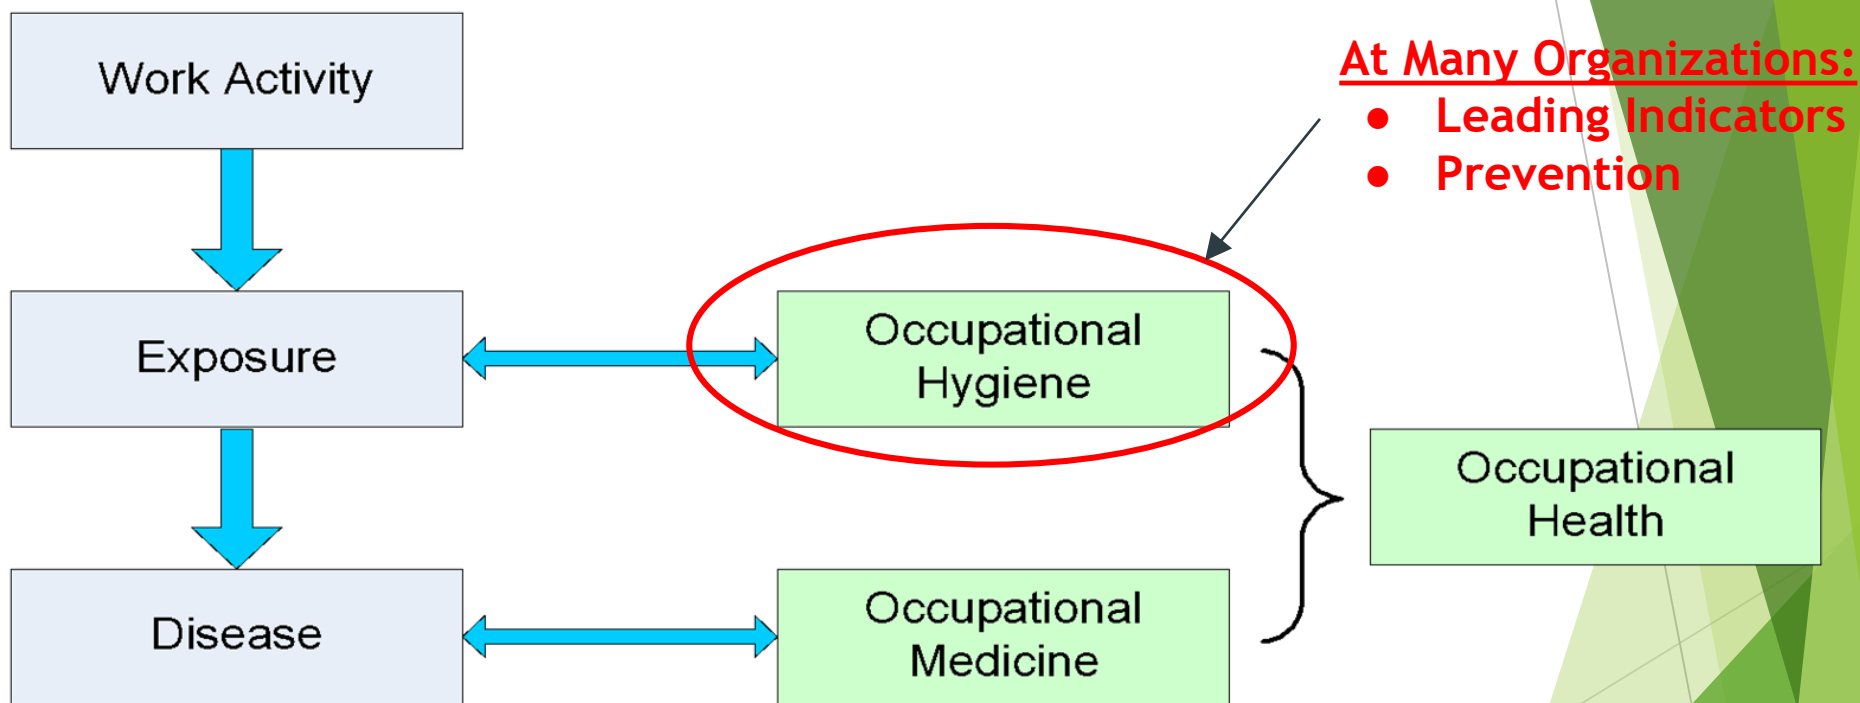 Work Activity
At Many Organizations:
● Leading Indicators
● Prevention
Exposure
Occupational
Hygiene
Occupational
Health
Disease
Occupational
Medicine